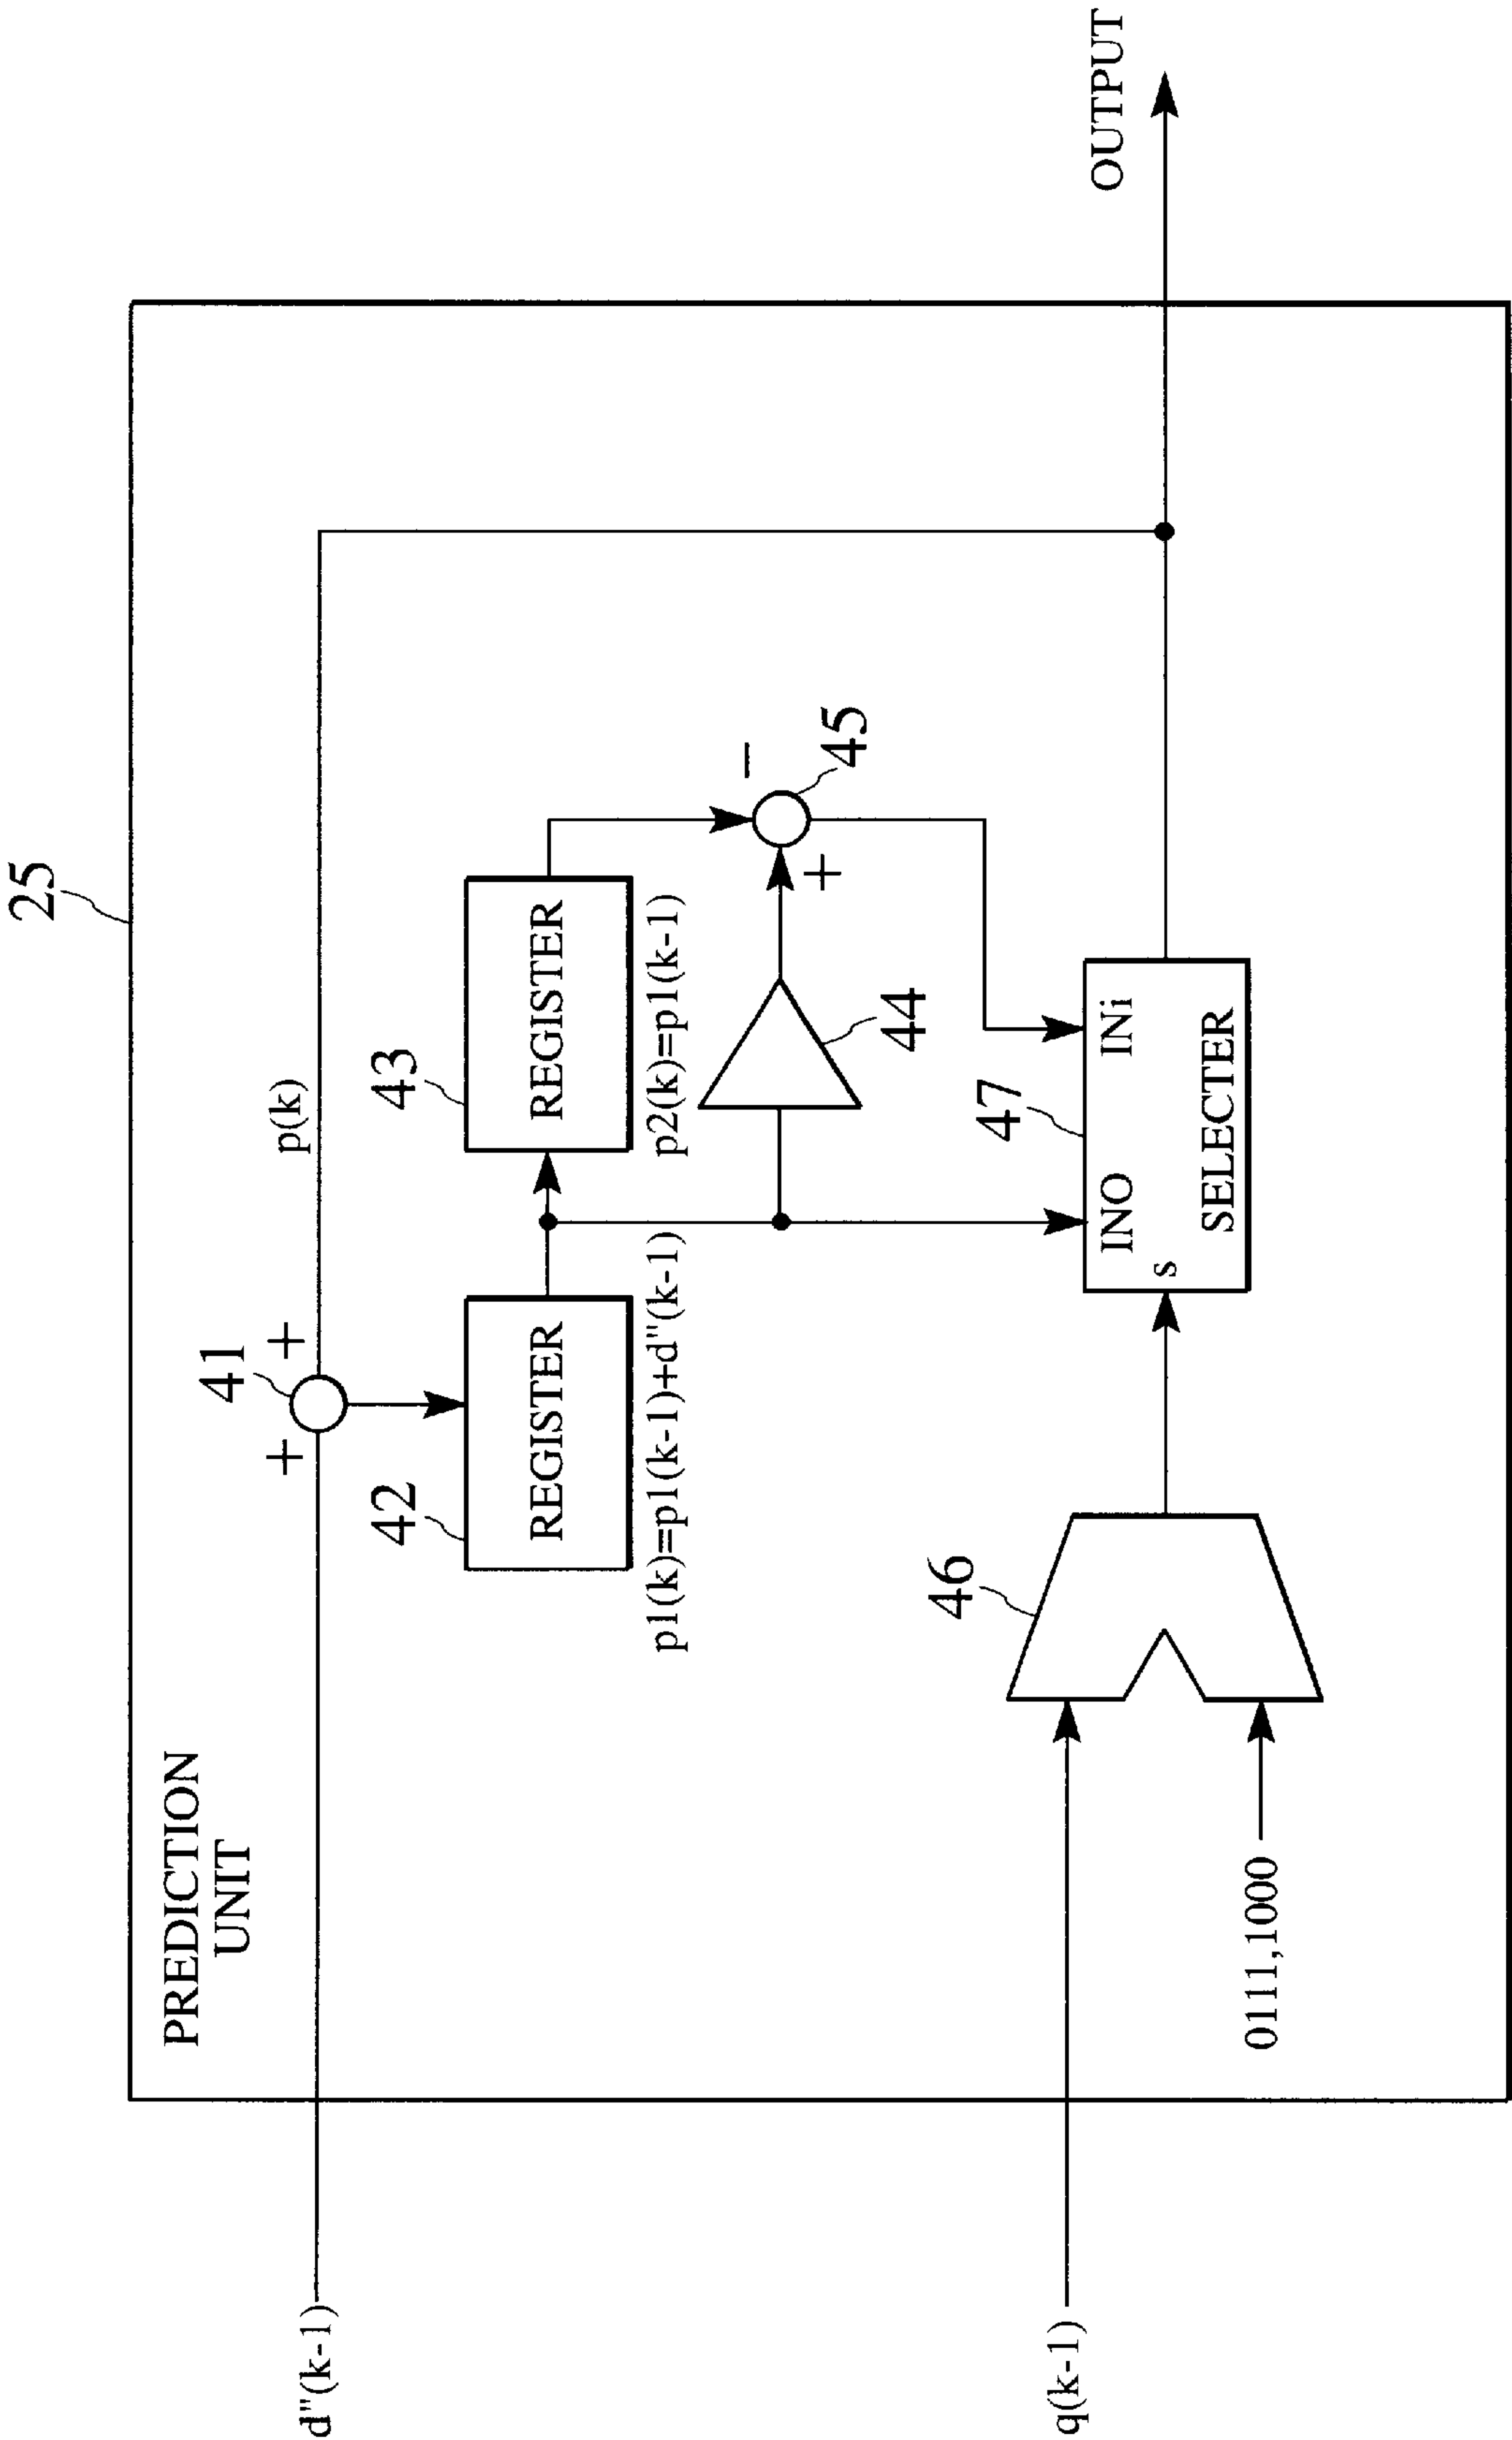 25
PREDICTION
UNIT
d"(k-1)
+
41
+
p(k)
42
REGISTER
p1(k)=p1(k-1)+d"(k-1)
43
REGISTER
p2(k)=p1(k-1)
44
−
+
45
q(k-1)
0111,1000
46
47
INO
INi
s
SELECTER
OUTPUT